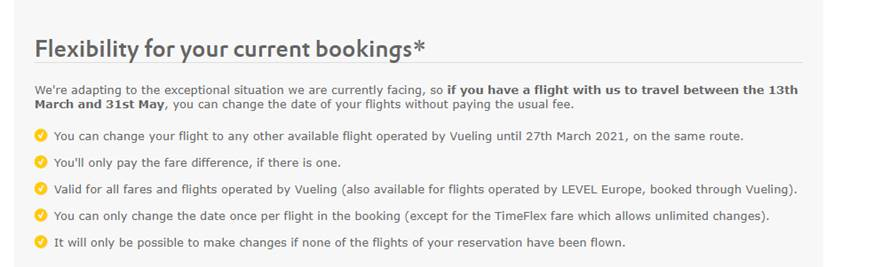 Flexibility for your current bookings*
We're adapting to the exceptional situation we are currently facing, so if you have a flight with us to travel between the 13th
March and 31st May, you can change the date of your flights without paying the usual fee.
You can change your flight to any other available flight operated by Vueling until 27th March 2021, on the same route.
You'll only pay the fare difference, if there is one.
Valid for all fares and flights operated by Vueling (also available for flights operated by LEVEL Europe, booked through Vueling).
You can only change the date once per flight in the booking (except for the TimeFlex fare which allows unlimited changes).
It will only be possible to make changes if none of the flights of your reservation have been flown.